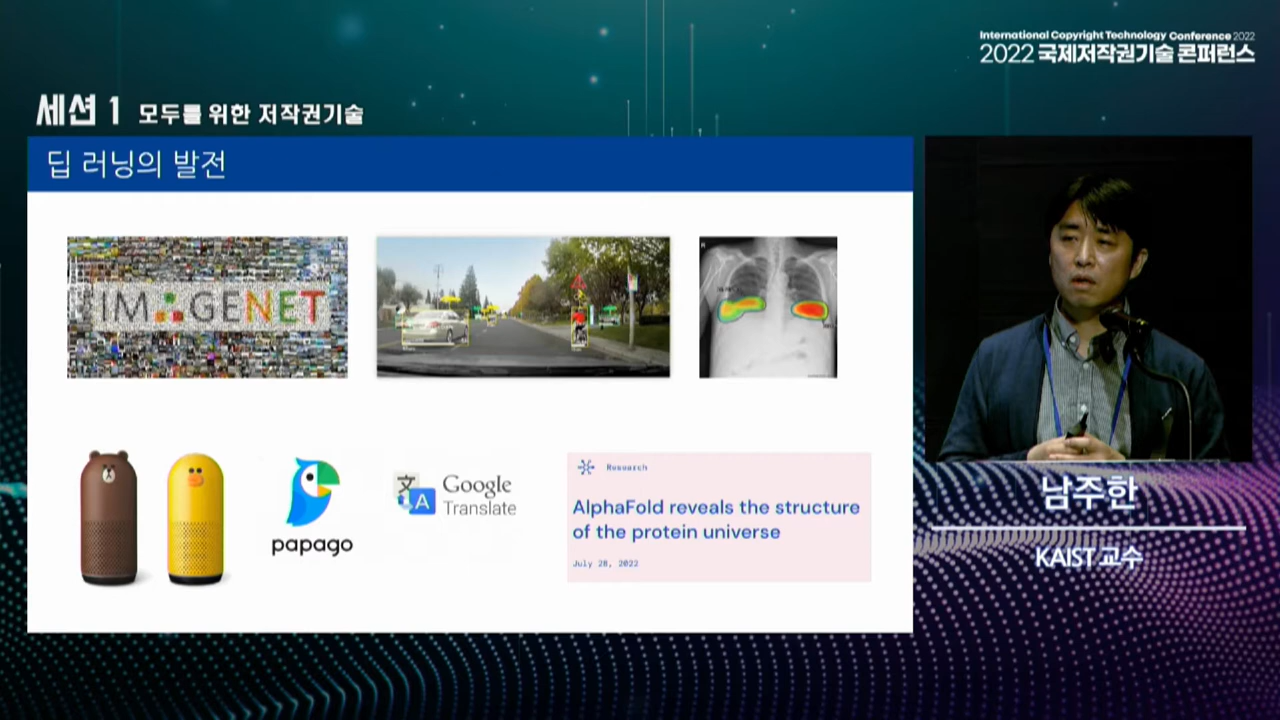 International Copyright Technology Conference 2022
2022 국제저작권기술 콘퍼런스
세션 1 모두를 위한 저작권기술
딥 러닝의 발전
IMAGENET
papago
文 A
Google
Translate
Research
AlphaFold reveals the structure
of the protein universe
July 28, 2022
남주한
KAIST 교수